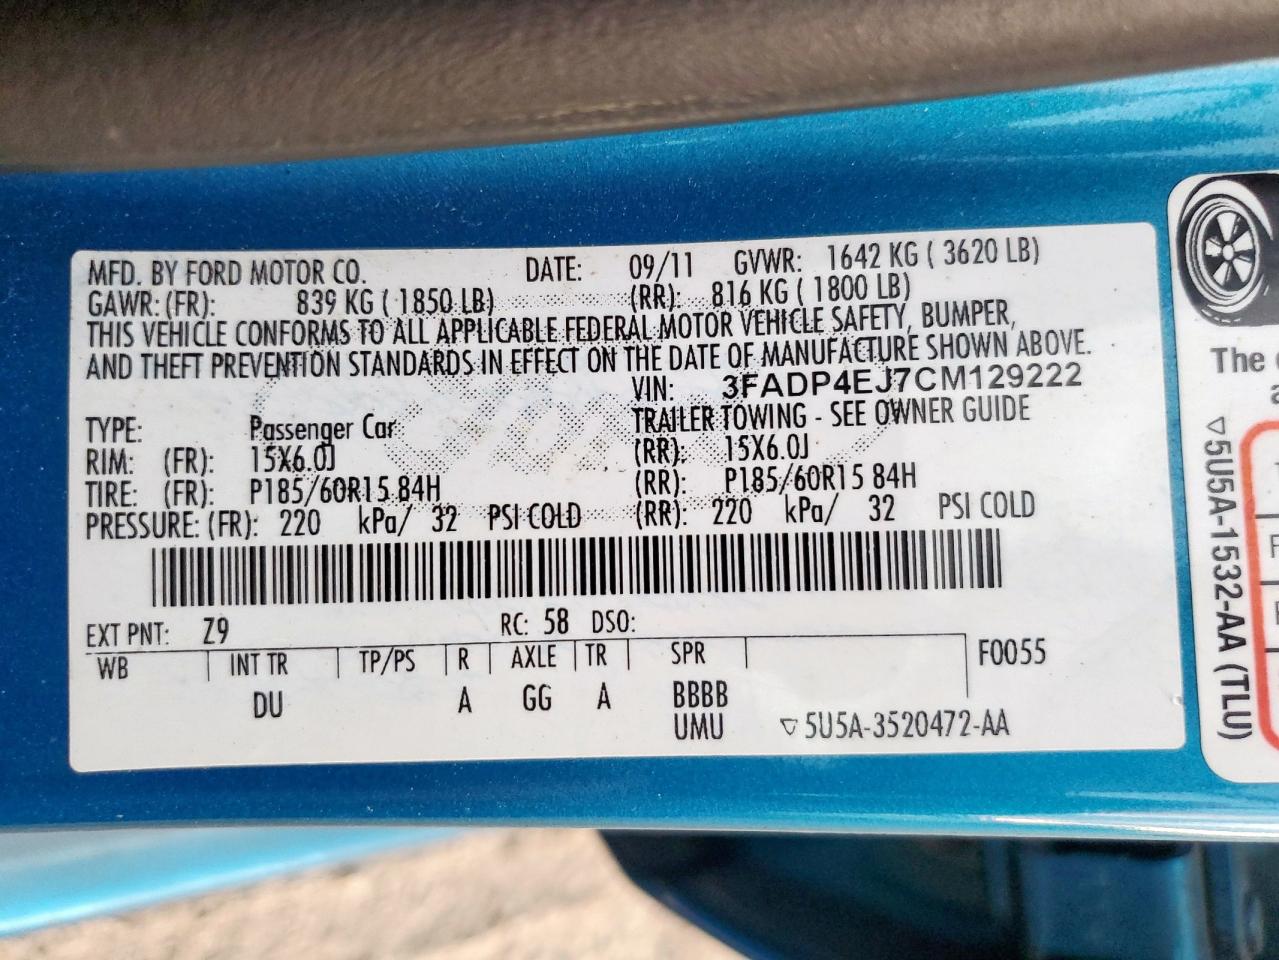 MFD. BY FORD MOTOR CO. DATE: 09/11 GVWR: 1642 KG ( 3620 LB)
GAWR: (FR): 839 KG ( 1850 LB) (RR): 816 KG ( 1800 LB)
THIS VEHICLE CONFORMS TO ALL APPLICABLE FEDERAL MOTOR VEHICLE SAFETY, BUMPER,
AND THEFT PREVENTION STANDARDS IN EFFECT ON THE DATE OF MANUFACTURE SHOWN ABOVE.
VIN: 3FADP4EJ7CM129222
TYPE: Passenger Car TRAILER TOWING - SEE OWNER GUIDE
RIM: (FR): 15X6.0J (RR): 15X6.0J
TIRE: (FR): P185/60R15 84H (RR): P185/60R15 84H
PRESSURE: (FR): 220 kPa/ 32 PSI COLD (RR): 220 kPa/ 32 PSI COLD
EXT PNT: Z9 RC: 58 DSO:
WB INT TR TP/PS R AXLE TR SPR F0055
DU A GG A BBBB
UMU ▽5U5A-3520472-AA
The
▽5U5A-1532-AA (TLU)